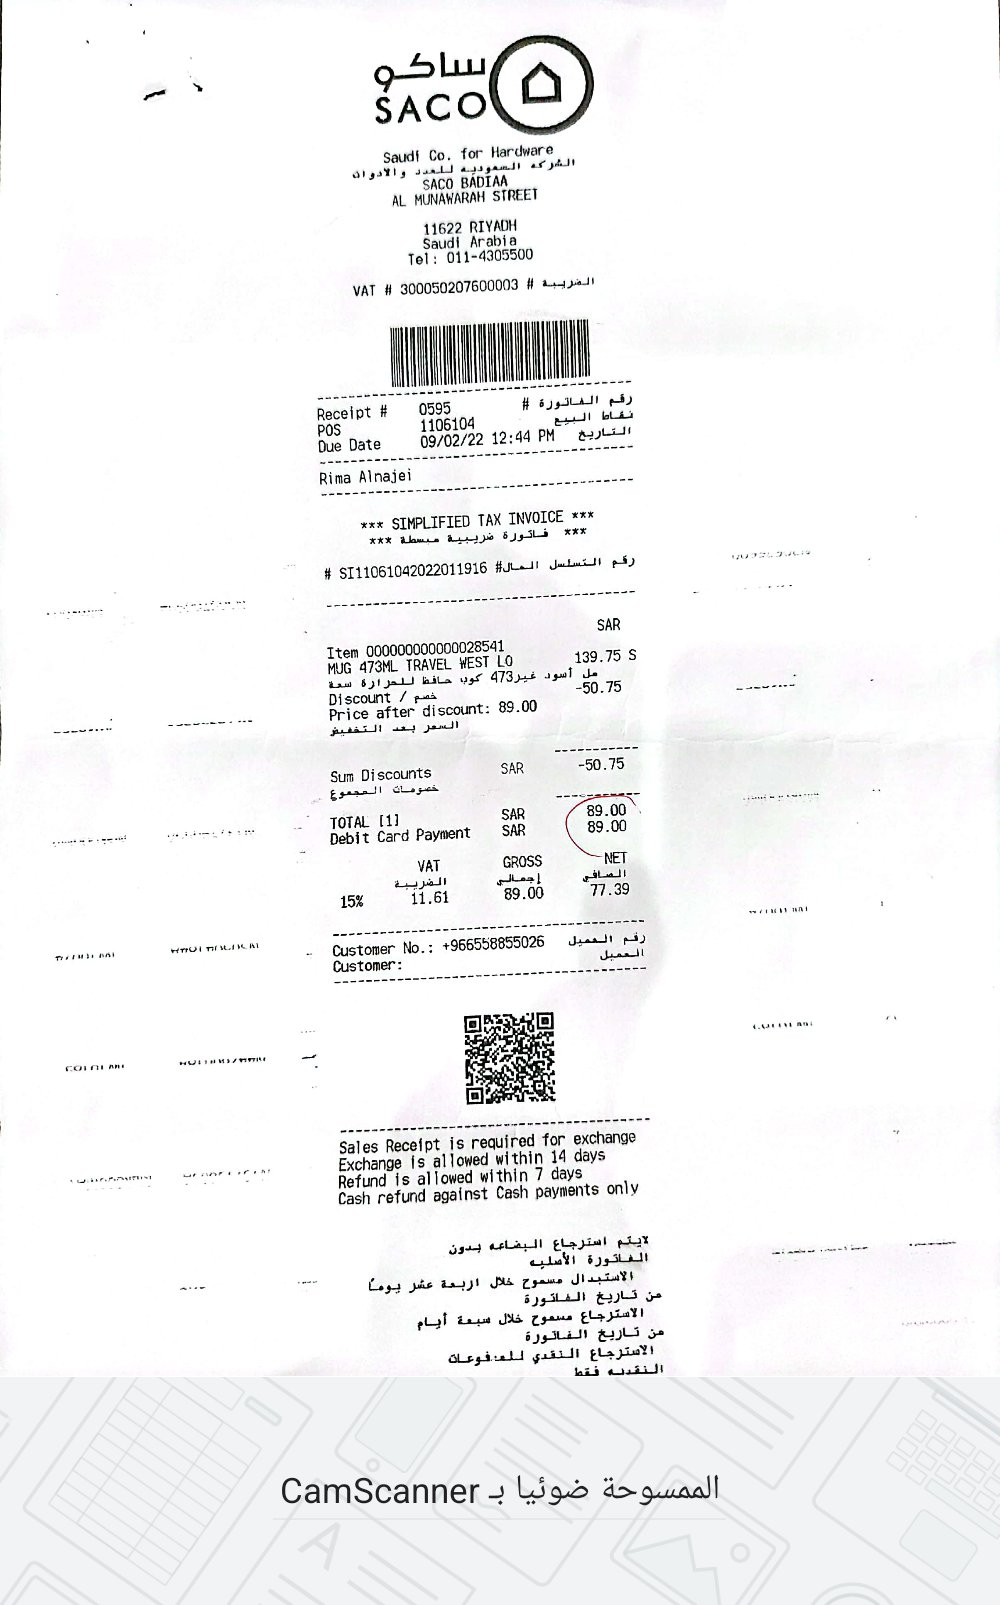 ساكو
SACO
Saudi Co. for Hardware
الشركه السعوديه للعدد والادوات
SACO BADIAA
AL MUNAWARAH STREET
11622 RIYADH
Saudi Arabia
Tel: 011-4305500
VAT # 300050207600003 # الضريبة
Receipt # 0595 # رقم الفاتورة
POS 1106104 نقاط البيع
Due Date 09/02/22 12:44 PM التاريخ
Rima Alnajei
*** SIMPLIFIED TAX INVOICE ***
*** فاتورة ضريبية مبسطة ***
# SI11061042022011916 #رقم التسلسل المال
SAR
Item 000000000000028541
MUG 473ML TRAVEL WEST LO 139.75 S
مل أسود غير473 كوب حافظ للحرارة سعة
Discount / خصم -50.75
Price after discount: 89.00
السعر بعد التخفيض
Sum Discounts SAR -50.75
خصومات المجموع
TOTAL [1] SAR 89.00
Debit Card Payment SAR 89.00
VAT GROSS NET
الضريبة إجمالي الصافي
15% 11.61 89.00 77.39
Customer No.: +966558855026 رقم العميل
Customer: العميل
Sales Receipt is required for exchange
Exchange is allowed within 14 days
Refund is allowed within 7 days
Cash refund against Cash payments only
لايتم استرجاع البضاعه بدون
الفاتورة الأصليه
الاستبدال مسموح خلال اربعة عشر يوماً
من تاريخ الفاتورة
الاسترجاع مسموح خلال سبعة أيام
من تاريخ الفاتورة
الاسترجاع النقدي للمدفوعات
النقديه فقط
الممسوحة ضوئيا بـ CamScanner